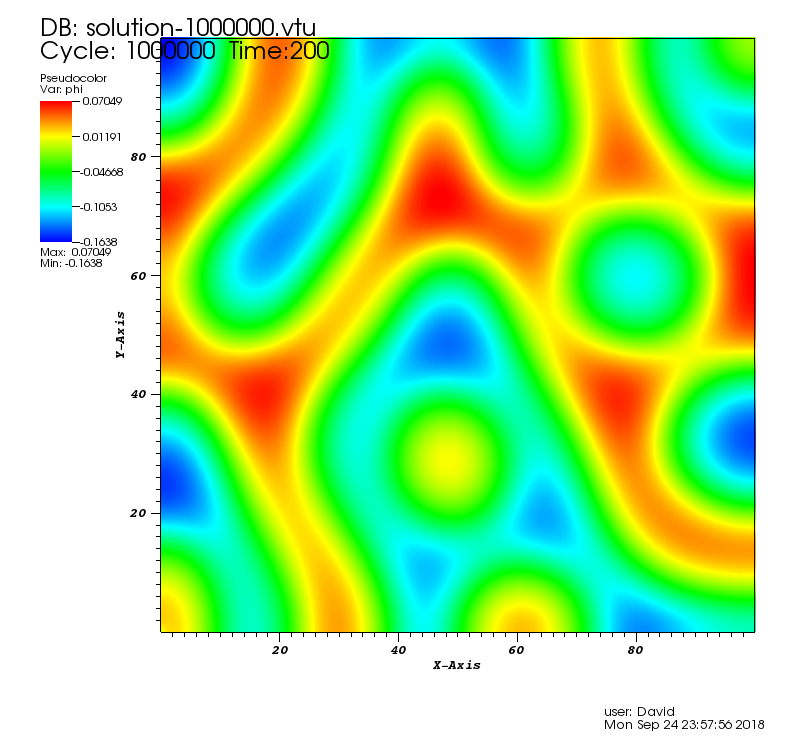 DB: solution-1000000.vtu
Cycle: 1000000 Time:200
Pseudocolor
Var: phi
0.07049
0.01191
-0.04668
-0.1053
-0.1638
Max: 0.07049
Min: -0.1638
80
60
40
20
Y-Axis
20 40 60 80
X-Axis
user: David
Mon Sep 24 23:57:56 2018